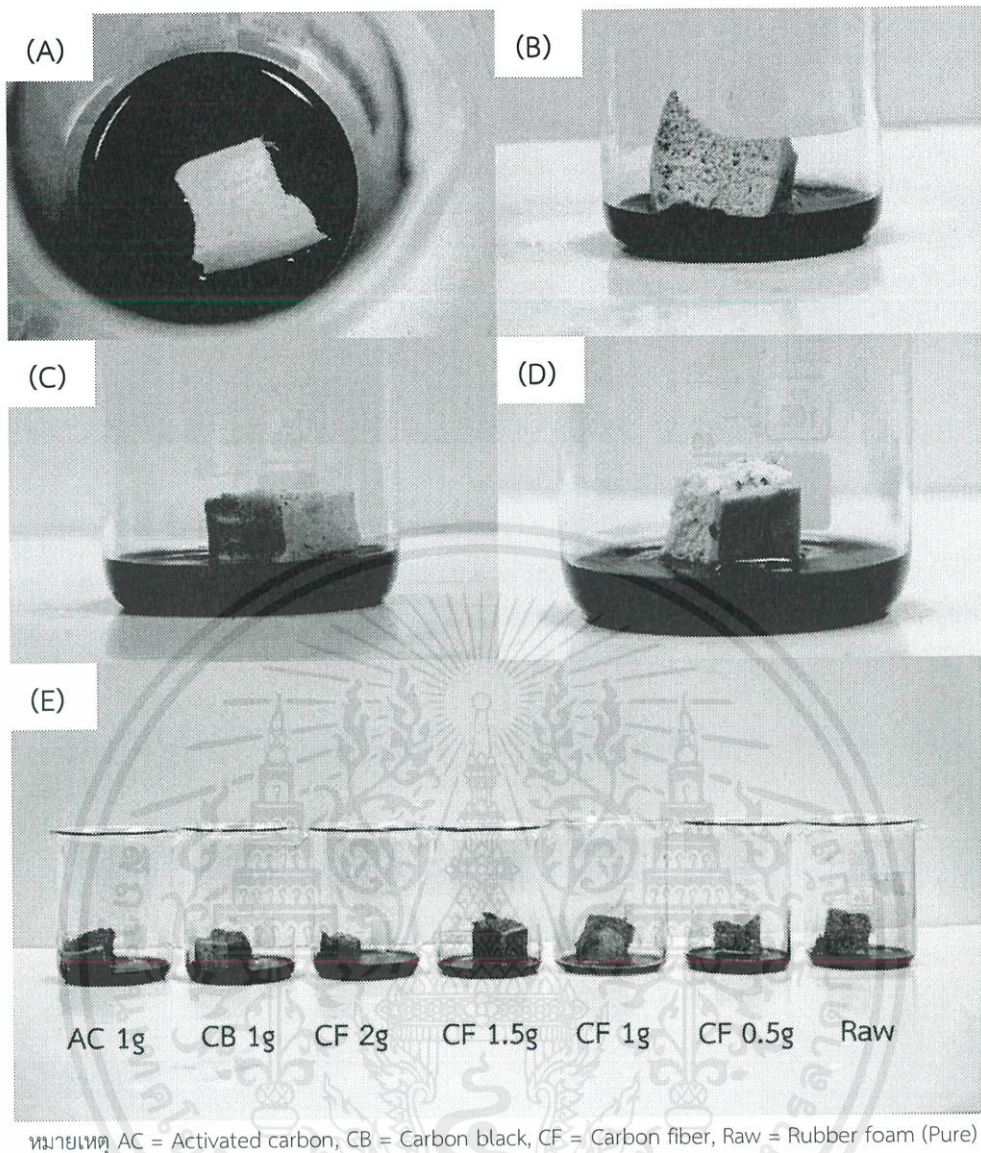 (A)
(B)
(C)
(D)
(E)
AC 1g CB 1g CF 2g CF 1.5g CF 1g CF 0.5g Raw
หมายเหตุ AC = Activated carbon, CB = Carbon black, CF = Carbon fiber, Raw = Rubber foam (Pure)